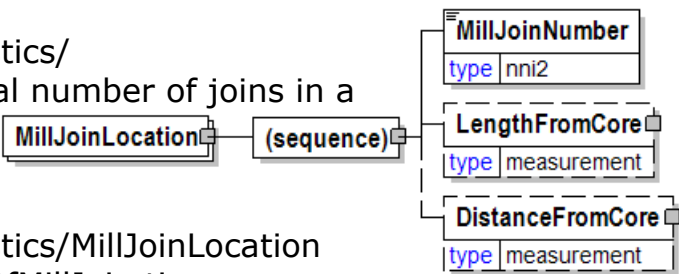 tics/
al number of joins in a
MillJoinLocation
(sequence)
MillJoinNumber
type nni2
LengthFromCore
type measurement
DistanceFromCore
type measurement
tics/MillJoinLocation